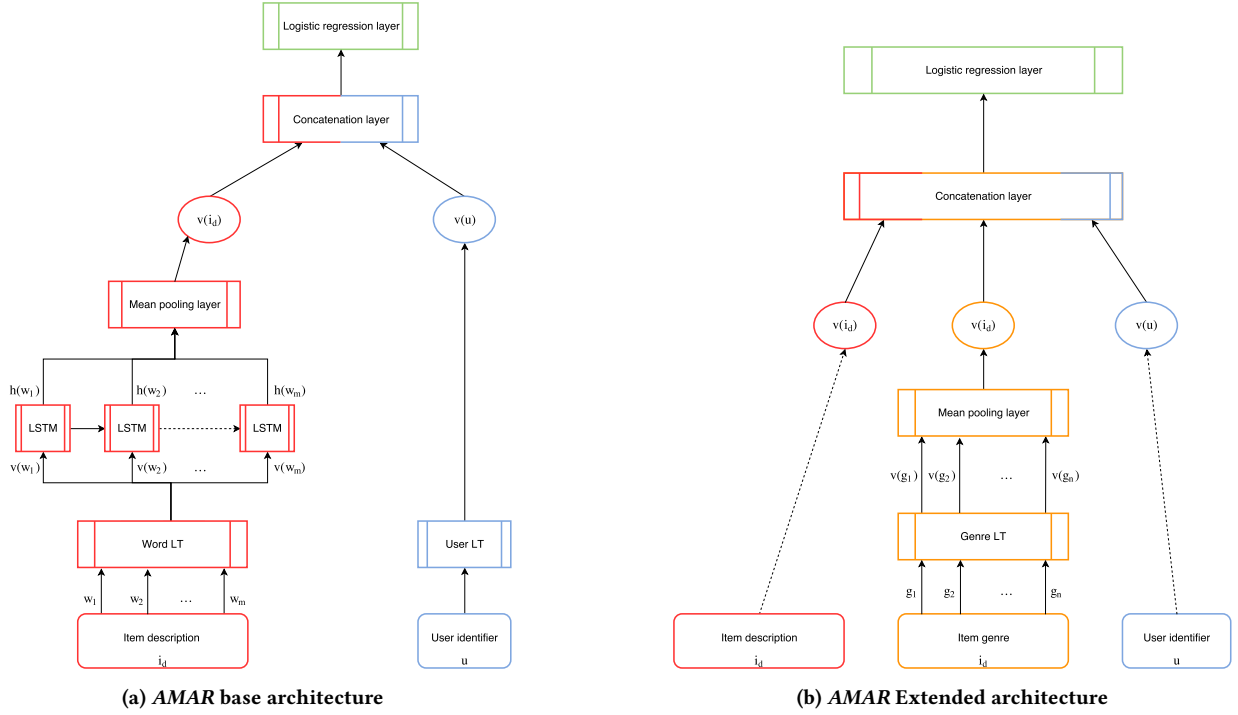 Logistic regression layer
Concatenation layer
v(i_d)
v(u)
Mean pooling layer
h(w_1)
h(w_2)
...
h(w_m)
LSTM
LSTM
LSTM
v(w_1)
v(w_2)
...
v(w_m)
Word LT
User LT
w_1
w_2
...
w_m
Item description
i_d
User identifier
u
(a) AMAR base architecture
Logistic regression layer
Concatenation layer
v(i_d)
v(i_d)
v(u)
Mean pooling layer
v(g_1)
v(g_2)
...
v(g_n)
Genre LT
g_1
g_2
...
g_n
Item description
i_d
Item genre
i_d
User identifier
u
(b) AMAR Extended architecture